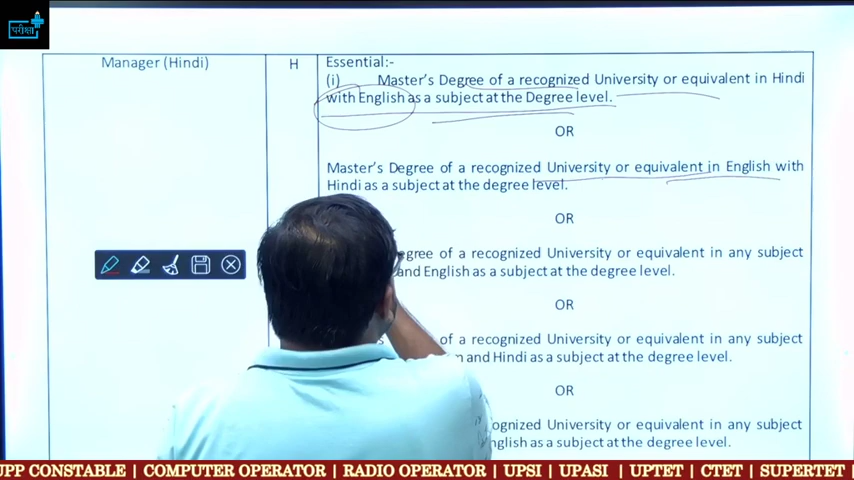 परीक्षा
Manager (Hindi)
H
Essential:-
(i) Master's Degree of a recognized University or equivalent in Hindi
with English as a subject at the Degree level.
OR
Master's Degree of a recognized University or equivalent in English with
Hindi as a subject at the degree level.
OR
egree of a recognized University or equivalent in any subject
and English as a subject at the degree level.
OR
of a recognized University or equivalent in any subject
and Hindi as a subject at the degree level.
OR
ognized University or equivalent in any subject
nglish as a subject at the degree level.
UPP CONSTABLE | COMPUTER OPERATOR | RADIO OPERATOR | UPSI | UPASI | UPTET | CTET | SUPERTET |